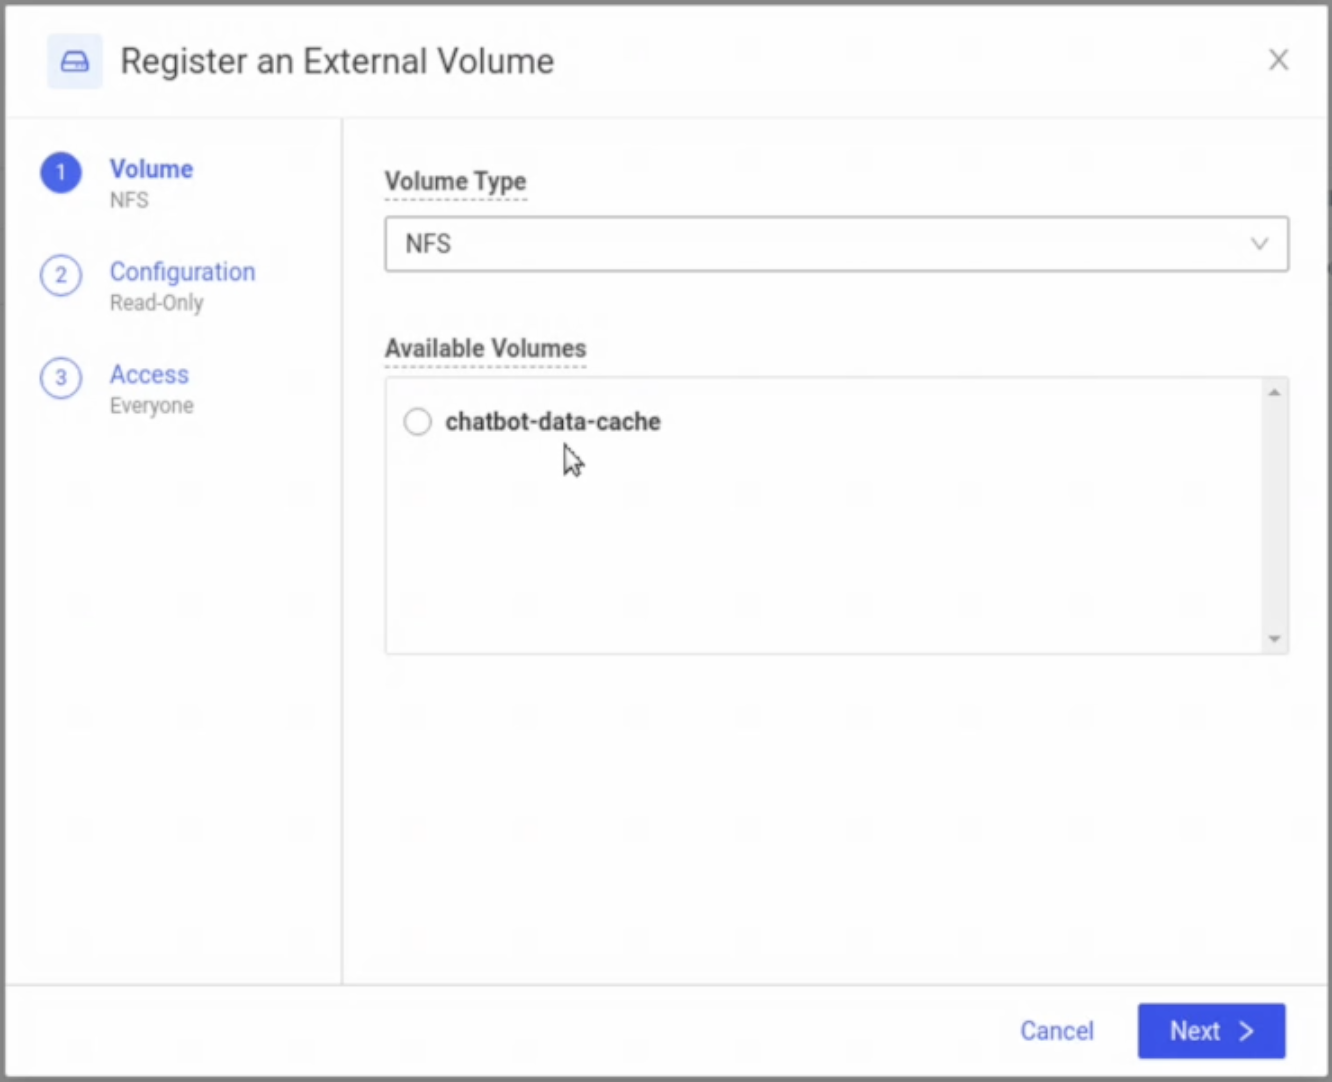 Register an External Volume
1
Volume
NFS
2
Configuration
Read-Only
3
Access
Everyone
Volume Type
NFS
Available Volumes
chatbot-data-cache
Cancel
Next